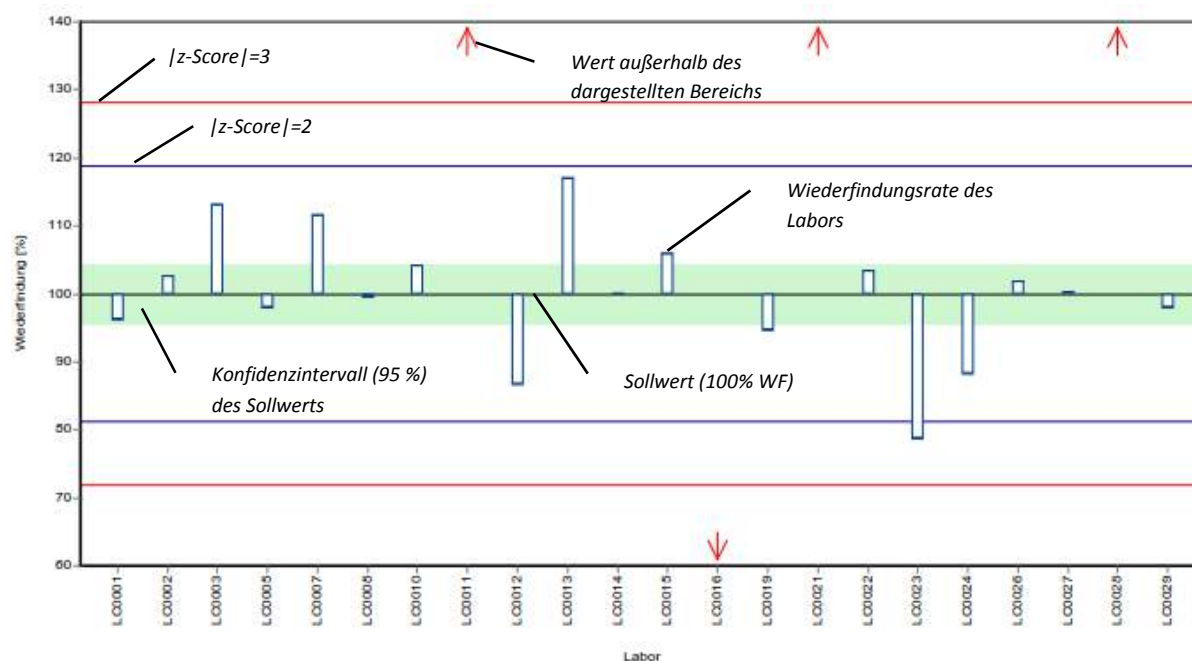 140
130
120
110
100
90
80
70
60
Wiederfindung [%]
|z-Score|=3
|z-Score|=2
Wert außerhalb des
dargestellten Bereichs
Wiederfindungsrate des
Labors
Konfidenzintervall (95 %)
des Sollwerts
Sollwert (100% WF)
LC0001
LC0002
LC0003
LC0005
LC0007
LC0008
LC0010
LC0011
LC0012
LC0013
LC0014
LC0015
LC0016
LC0019
LC0021
LC0022
LC0023
LC0024
LC0026
LC0027
LC0028
LC0029
Labor